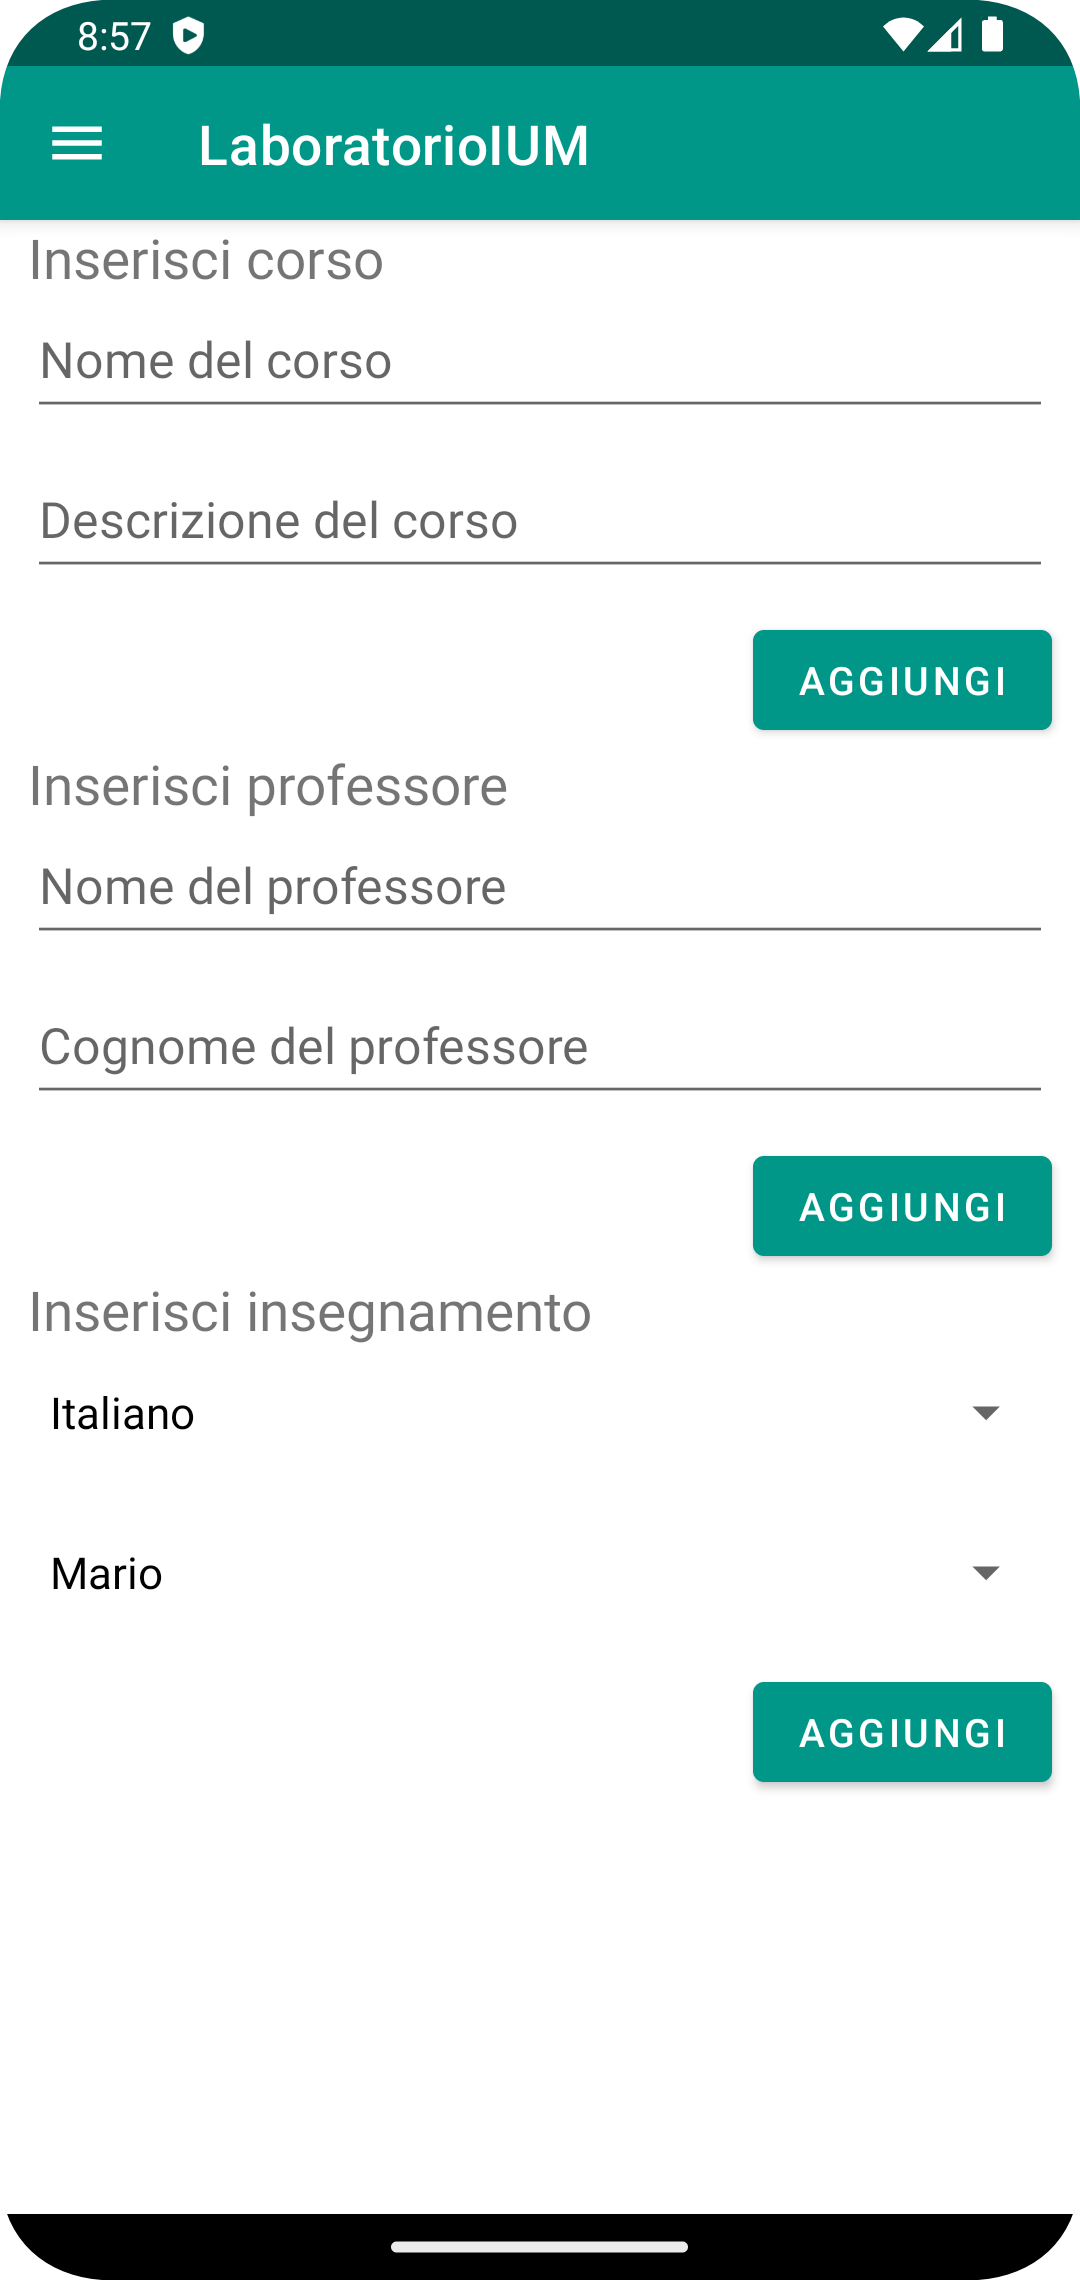 8:57
LaboratorioIUM
Inserisci corso
Nome del corso
Descrizione del corso
AGGIUNGI
Inserisci professore
Nome del professore
Cognome del professore
AGGIUNGI
Inserisci insegnamento
Italiano
Mario
AGGIUNGI